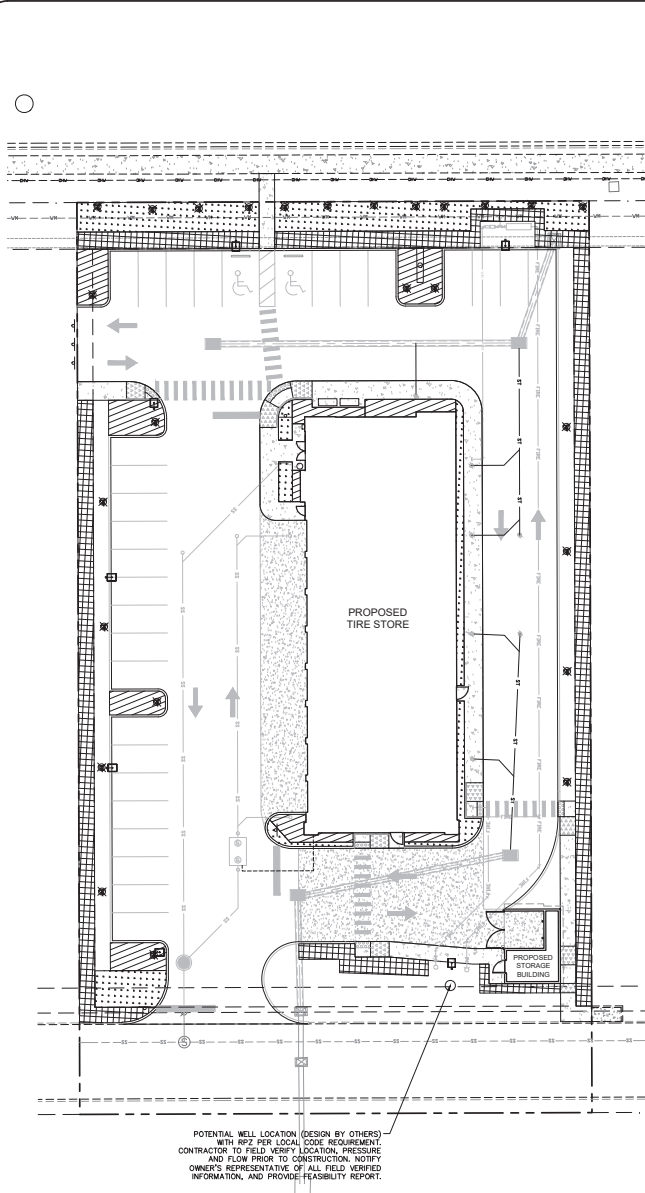 PROPOSED
TIRE STORE
PROPOSED
STORAGE
BUILDING
POTENTIAL WELL LOCATION (DESIGN BY OTHERS)
WITH RPZ PER LOCAL CODE REQUIREMENT.
CONTRACTOR TO FIELD VERIFY LOCATION, PRESSURE
AND FLOW PRIOR TO CONSTRUCTION. NOTIFY
OWNER'S REPRESENTATIVE OF ALL FIELD VERIFIED
INFORMATION, AND PROVIDE FEASIBILITY REPORT.